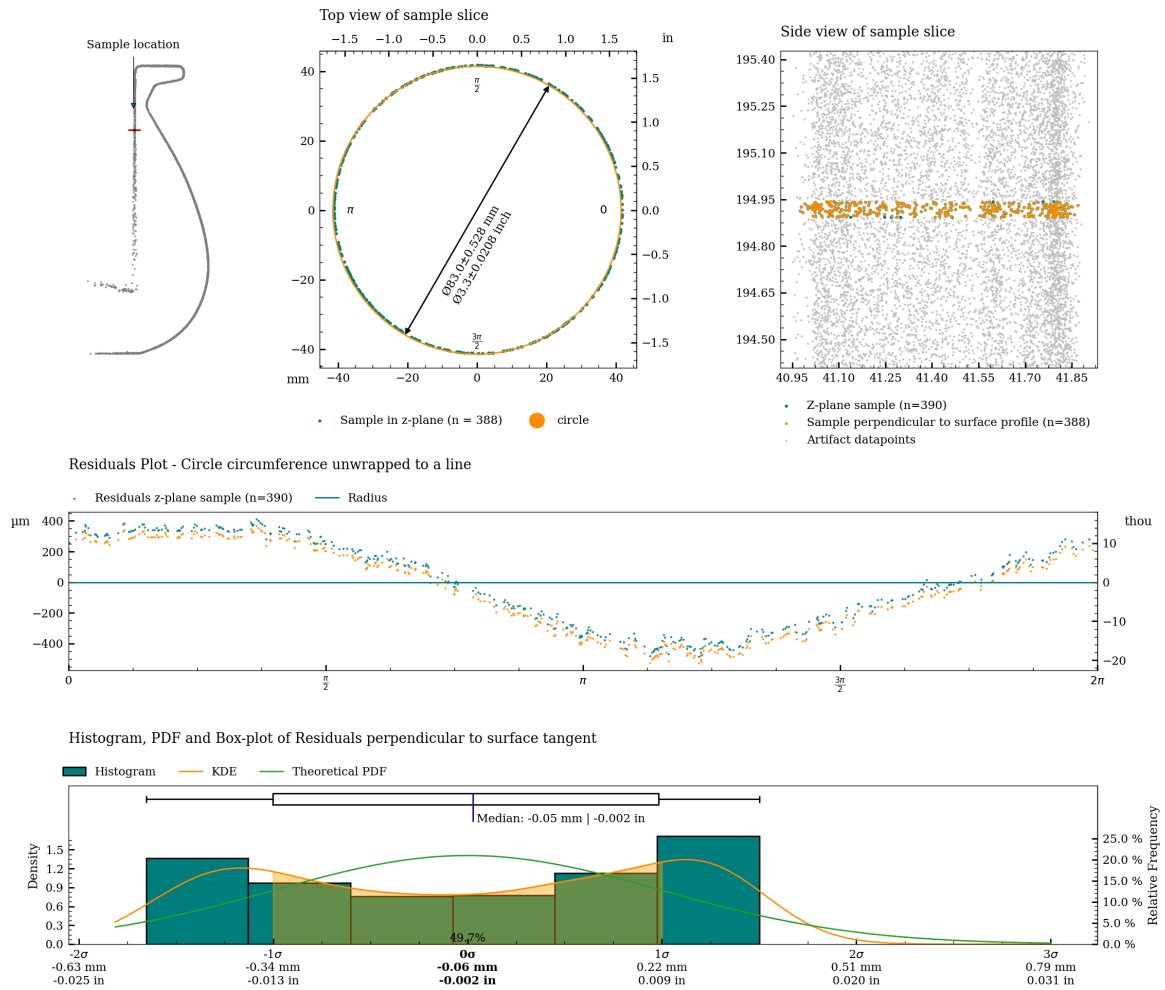 Sample location
Top view of sample slice
−1.5 −1.0 −0.5 0.0 0.5 1.0 1.5 in
40
20
0
−20
−40
1.5
1.0
0.5
0.0
−0.5
−1.0
−1.5
π/2
π
0
3π/2
Ø83.0±0.528 mm
Ø3.3±0.0208 inch
mm −40 −20 0 20 40
Sample in z-plane (n = 388) circle
Side view of sample slice
195.40
195.25
195.10
194.95
194.80
194.65
194.50
40.95 41.10 41.25 41.40 41.55 41.70 41.85
Z-plane sample (n=390)
Sample perpendicular to surface profile (n=388)
Artifact datapoints
Residuals Plot - Circle circumference unwrapped to a line
Residuals z-plane sample (n=390) Radius
µm
400
200
0
−200
−400
thou
10
0
−10
−20
0 π/2 π 3π/2 2π
Histogram, PDF and Box-plot of Residuals perpendicular to surface tangent
Histogram KDE Theoretical PDF
Median: -0.05 mm | -0.002 in
Density
1.5
1.2
0.9
0.6
0.3
0.0
Relative Frequency
25.0 %
20.0 %
15.0 %
10.0 %
5.0 %
0.0 %
49.7%
-2σ -1σ 0σ 1σ 2σ 3σ
-0.63 mm -0.34 mm -0.06 mm 0.22 mm 0.51 mm 0.79 mm
-0.025 in -0.013 in -0.002 in 0.009 in 0.020 in 0.031 in